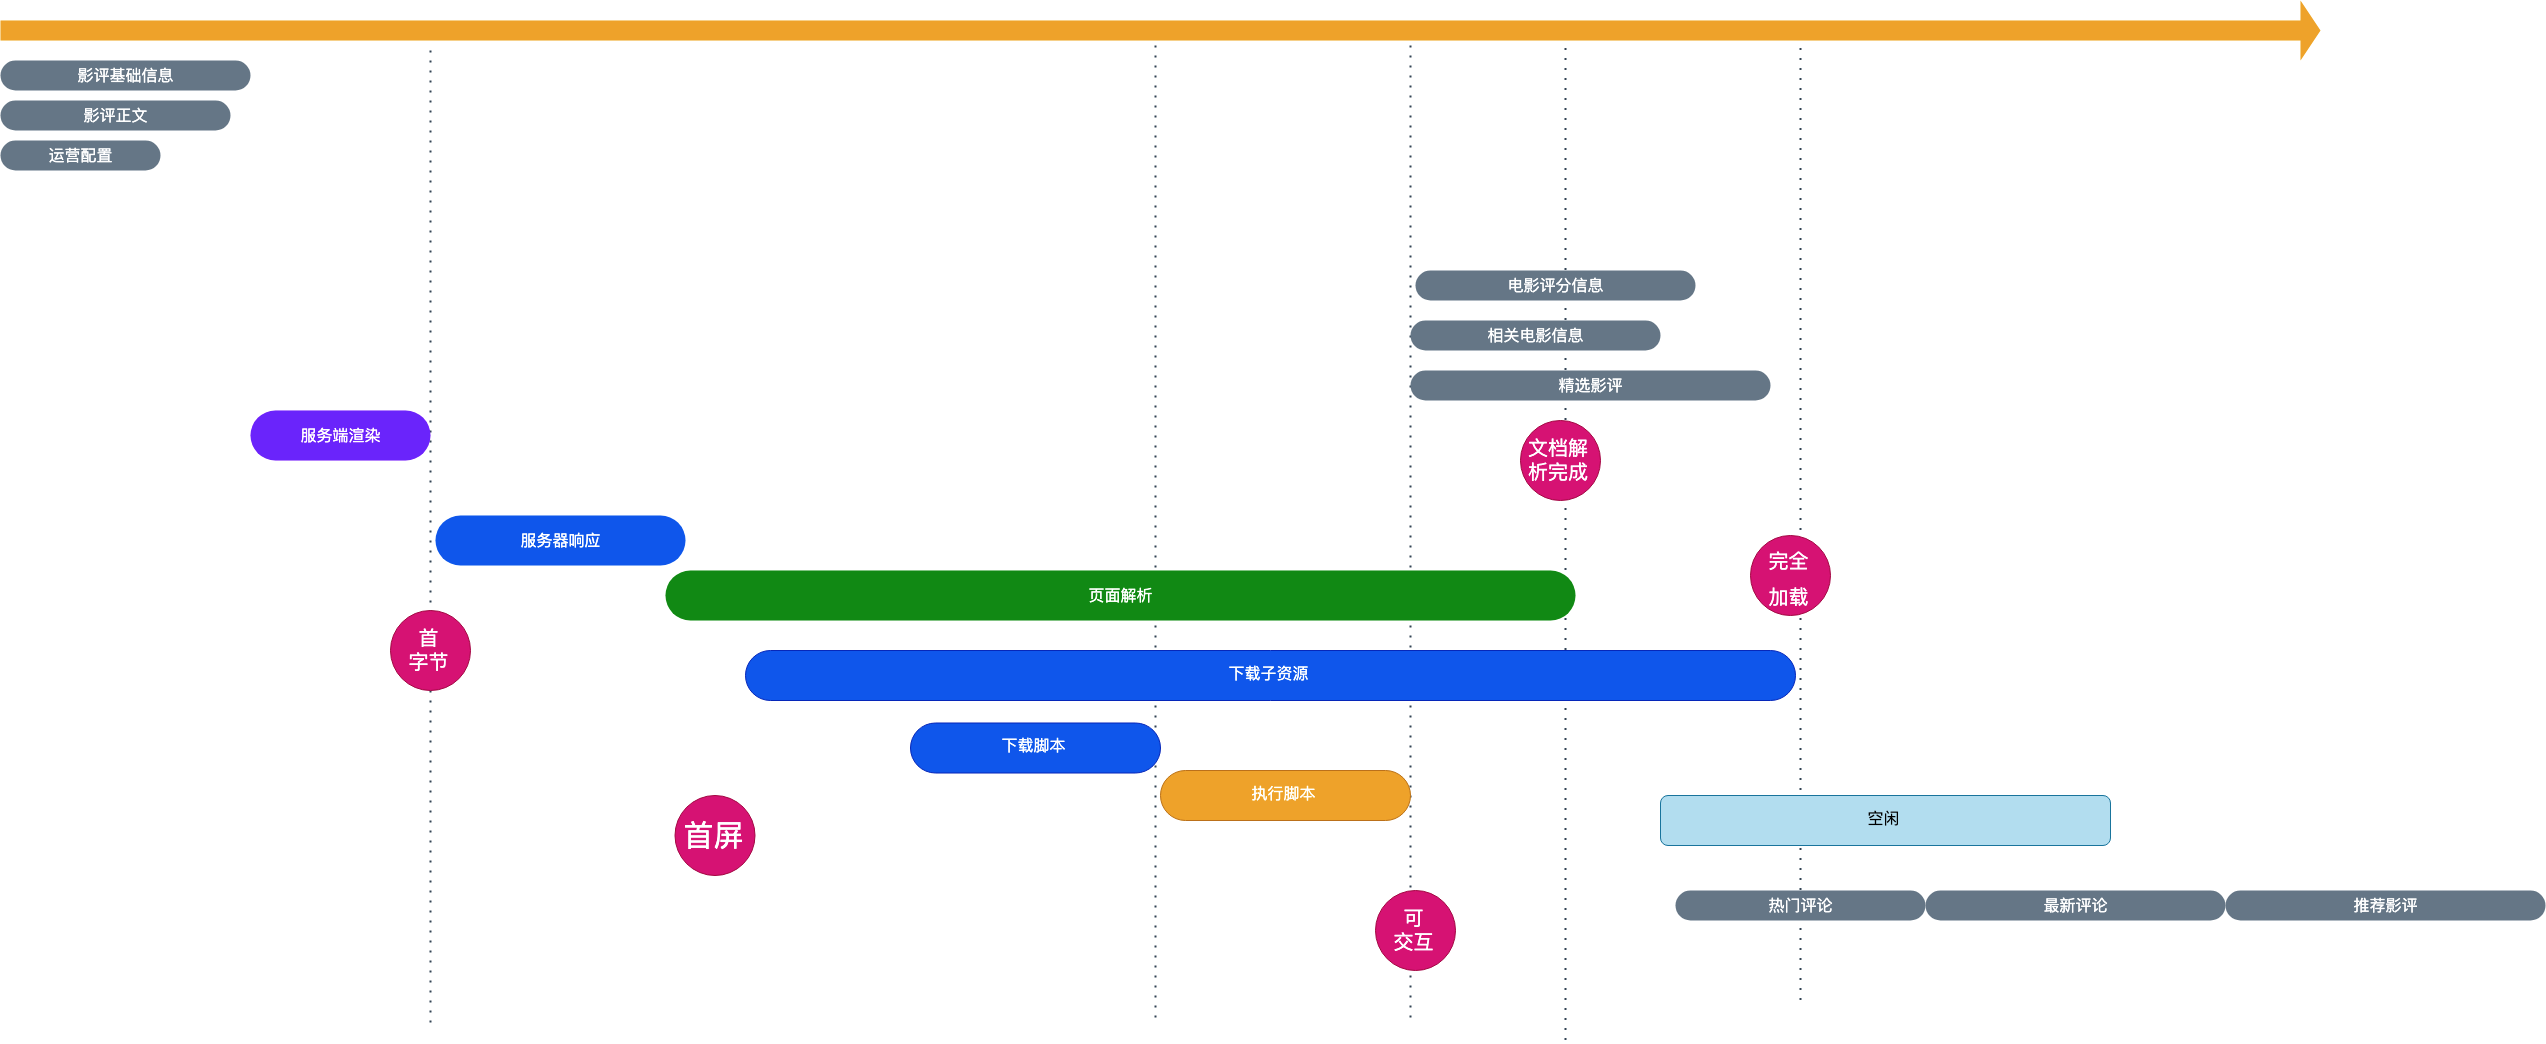 影评基础信息
影评正文
运营配置
电影评分信息
相关电影信息
精选影评
服务端渲染
文档解
析完成
服务器响应
完全
加载
页面解析
首
字节
下载子资源
下载脚本
执行脚本
首屏
空闲
热门评论
最新评论
推荐影评
可
交互